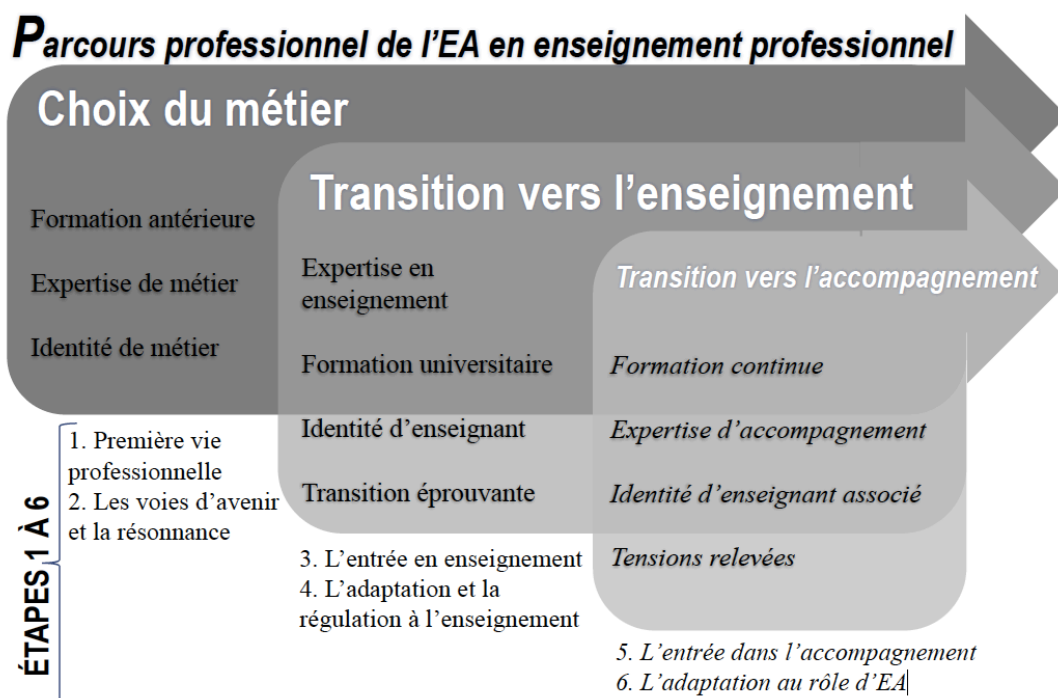 Parcours professionnel de l'EA en enseignement professionnel
Choix du métier
Formation antérieure
Expertise de métier
Identité de métier
Transition vers l'enseignement
Expertise en
enseignement
Formation universitaire
Identité d'enseignant
Transition éprouvante
Transition vers l'accompagnement
Formation continue
Expertise d'accompagnement
Identité d'enseignant associé
Tensions relevées
ÉTAPES 1 À 6
1. Première vie
professionnelle
2. Les voies d'avenir
et la résonnance
3. L'entrée en enseignement
4. L'adaptation et la
régulation à l'enseignement
5. L'entrée dans l'accompagnement
6. L'adaptation au rôle d'EA